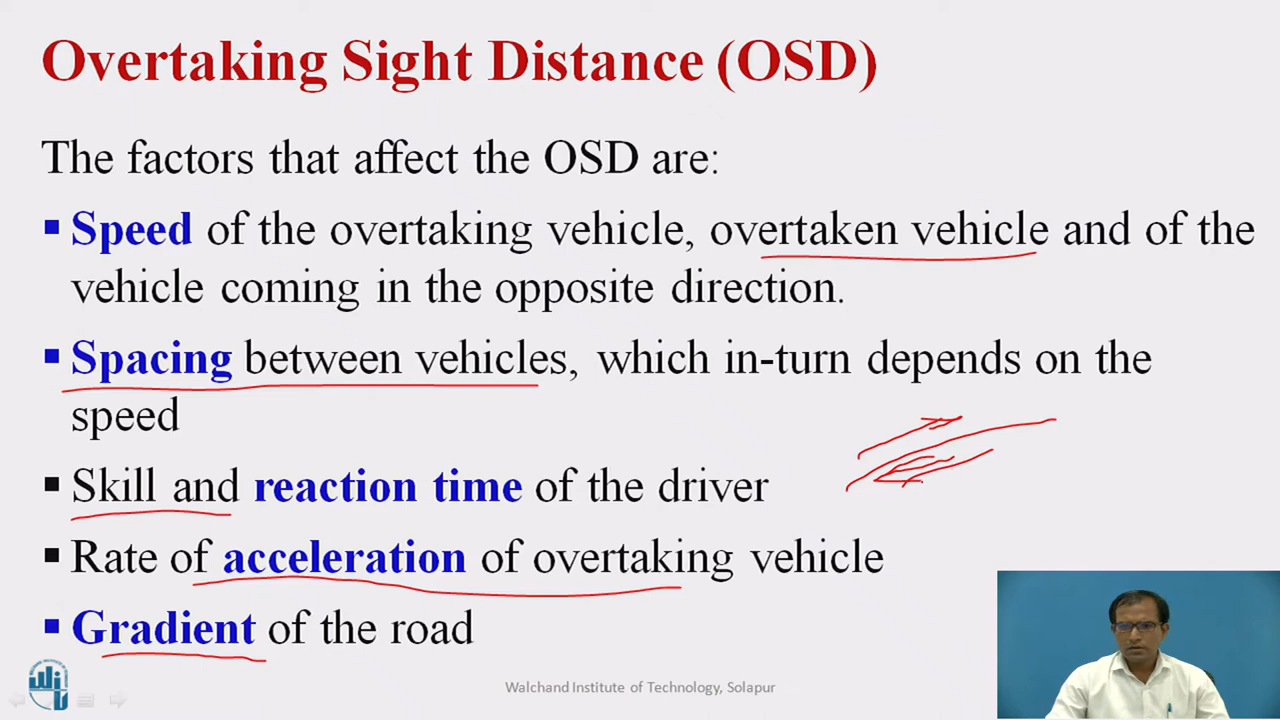 Overtaking Sight Distance (OSD)
The factors that affect the OSD are:
▪ Speed of the overtaking vehicle, overtaken vehicle and of the
vehicle coming in the opposite direction.
▪ Spacing between vehicles, which in-turn depends on the
speed
▪ Skill and reaction time of the driver
▪ Rate of acceleration of overtaking vehicle
▪ Gradient of the road
Walchand Institute of Technology, Solapur